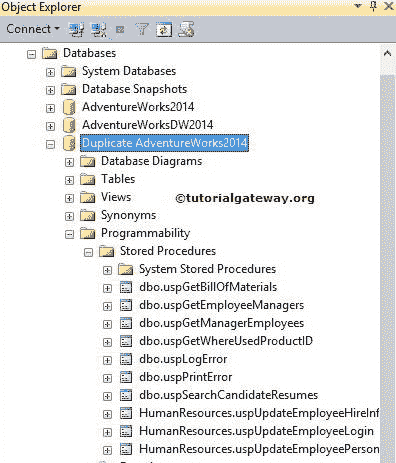 Object Explorer
Connect
Databases
System Databases
Database Snapshots
AdventureWorks2014
AdventureWorksDW2014
Duplicate AdventureWorks2014
Database Diagrams
Tables
Views
©tutorialgateway.org
Synonyms
Programmability
Stored Procedures
System Stored Procedures
dbo.uspGetBillOfMaterials
dbo.uspGetEmployeeManagers
dbo.uspGetManagerEmployees
dbo.uspGetWhereUsedProductID
dbo.uspLogError
dbo.uspPrintError
dbo.uspSearchCandidateResumes
HumanResources.uspUpdateEmployeeHireInf
HumanResources.uspUpdateEmployeeLogin
HumanResources.uspUpdateEmployeePerson